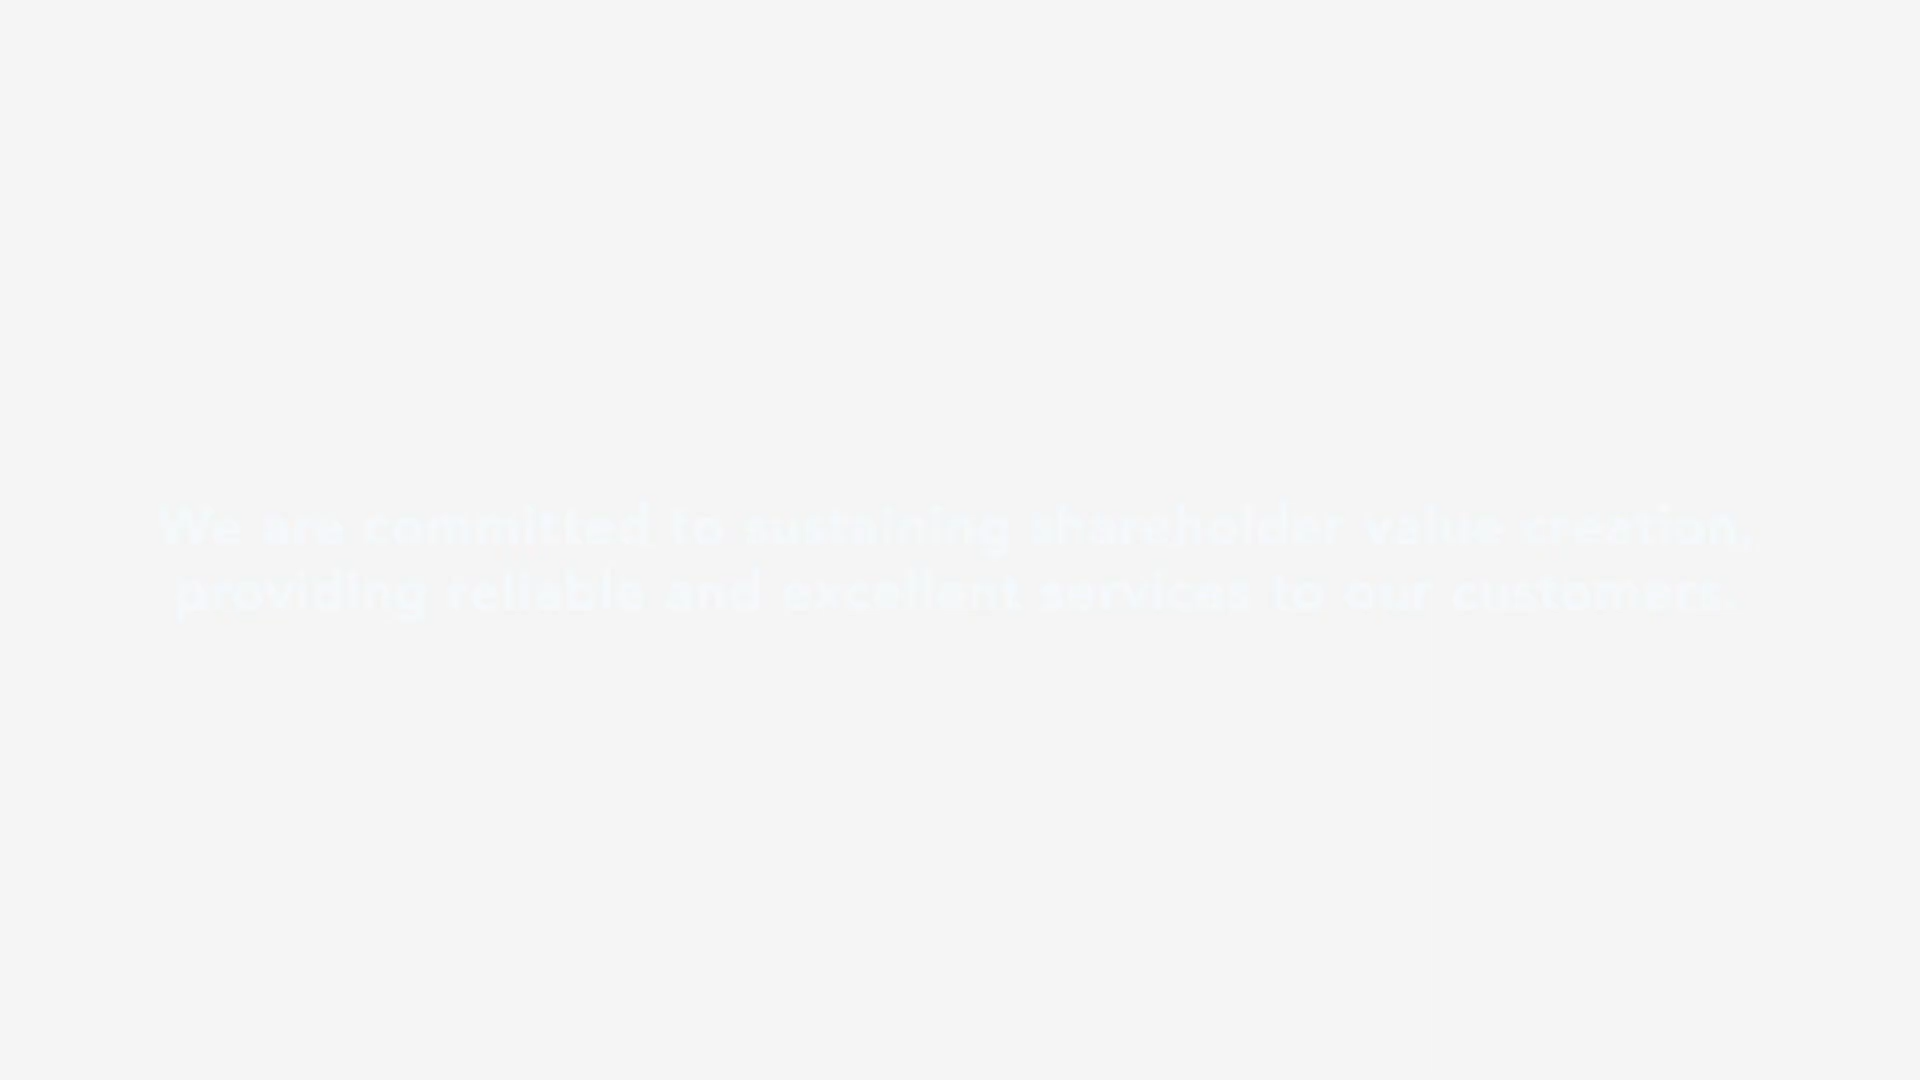 We are committed to sustaining shareholder value creation,
providing reliable and excellent services to our customers.